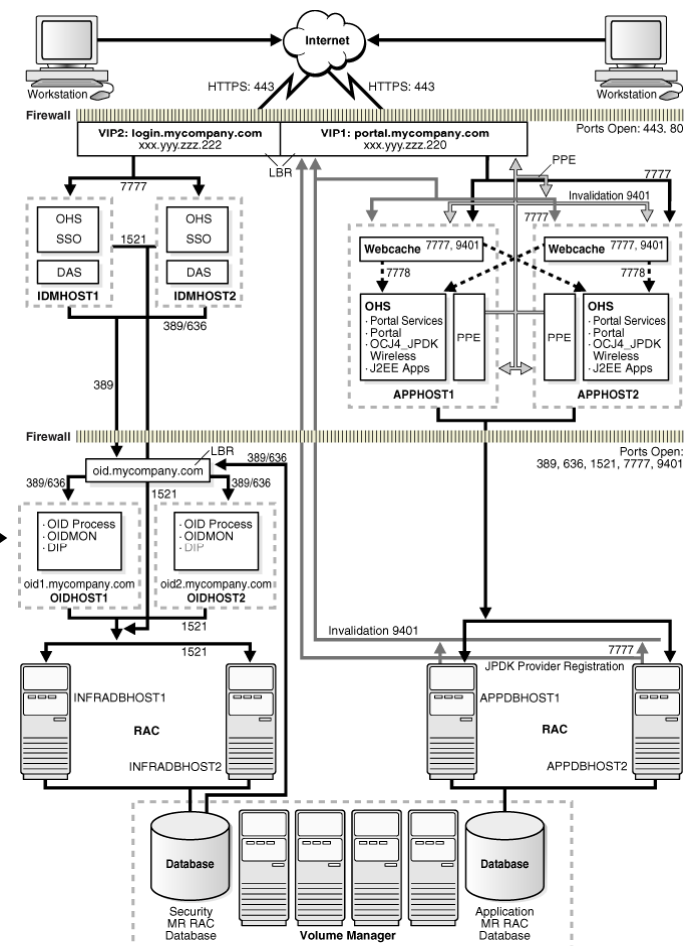 Internet
Workstation
Workstation
HTTPS: 443
HTTPS: 443
Firewall
Ports Open: 443. 80
VIP2: login.mycompany.com
xxx.yyy.zzz.222
VIP1: portal.mycompany.com
xxx.yyy.zzz.220
LBR
PPE
7777
7777
Invalidation 9401
7777
OHS
SSO
DAS
IDMHOST1
1521
OHS
SSO
DAS
IDMHOST2
389/636
389
Webcache 7777, 9401
7778
OHS
· Portal Services
· Portal
· OCJ4_JPDK
Wireless
· J2EE Apps
PPE
APPHOST1
Webcache 7777, 9401
7778
PPE
OHS
· Portal Services
· Portal
· OCJ4_JPDK
Wireless
· J2EE Apps
APPHOST2
Firewall
Ports Open:
389, 636, 1521, 7777, 9401
LBR
oid.mycompany.com
389/636
389/636
389/636
1521
· OID Process
· OIDMON
· DIP
oid1.mycompany.com
OIDHOST1
· OID Process
· OIDMON
· DIP
oid2.mycompany.com
OIDHOST2
1521
1521
Invalidation 9401
7777
JPDK Provider Registration
INFRADBHOST1
RAC
INFRADBHOST2
APPDBHOST1
RAC
APPDBHOST2
Database
Security
MR RAC
Database
Volume Manager
Database
Application
MR RAC
Database